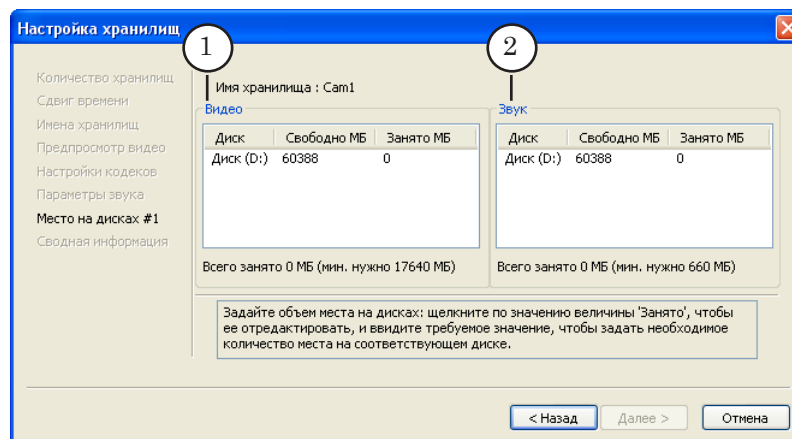 Настройка хранилищ
1
2
Количество хранилищ
Сдвиг времени
Имена хранилищ
Предпросмотр видео
Настройки кодеков
Параметры звука
Место на дисках #1
Сводная информация
Имя хранилища : Cam1
Видео
Диск Свободно МБ Занято МБ
Диск (D:) 60388 0
Всего занято 0 МБ (мин. нужно 17640 МБ)
Звук
Диск Свободно МБ Занято МБ
Диск (D:) 60388 0
Всего занято 0 МБ (мин. нужно 660 МБ)
Задайте объем места на дисках: щелкните по значению величины 'Занято', чтобы
ее отредактировать, и ввидите требуемое значение, чтобы задать необходимое
количество места на соответствующем диске.
< Назад
Далее >
Отмена